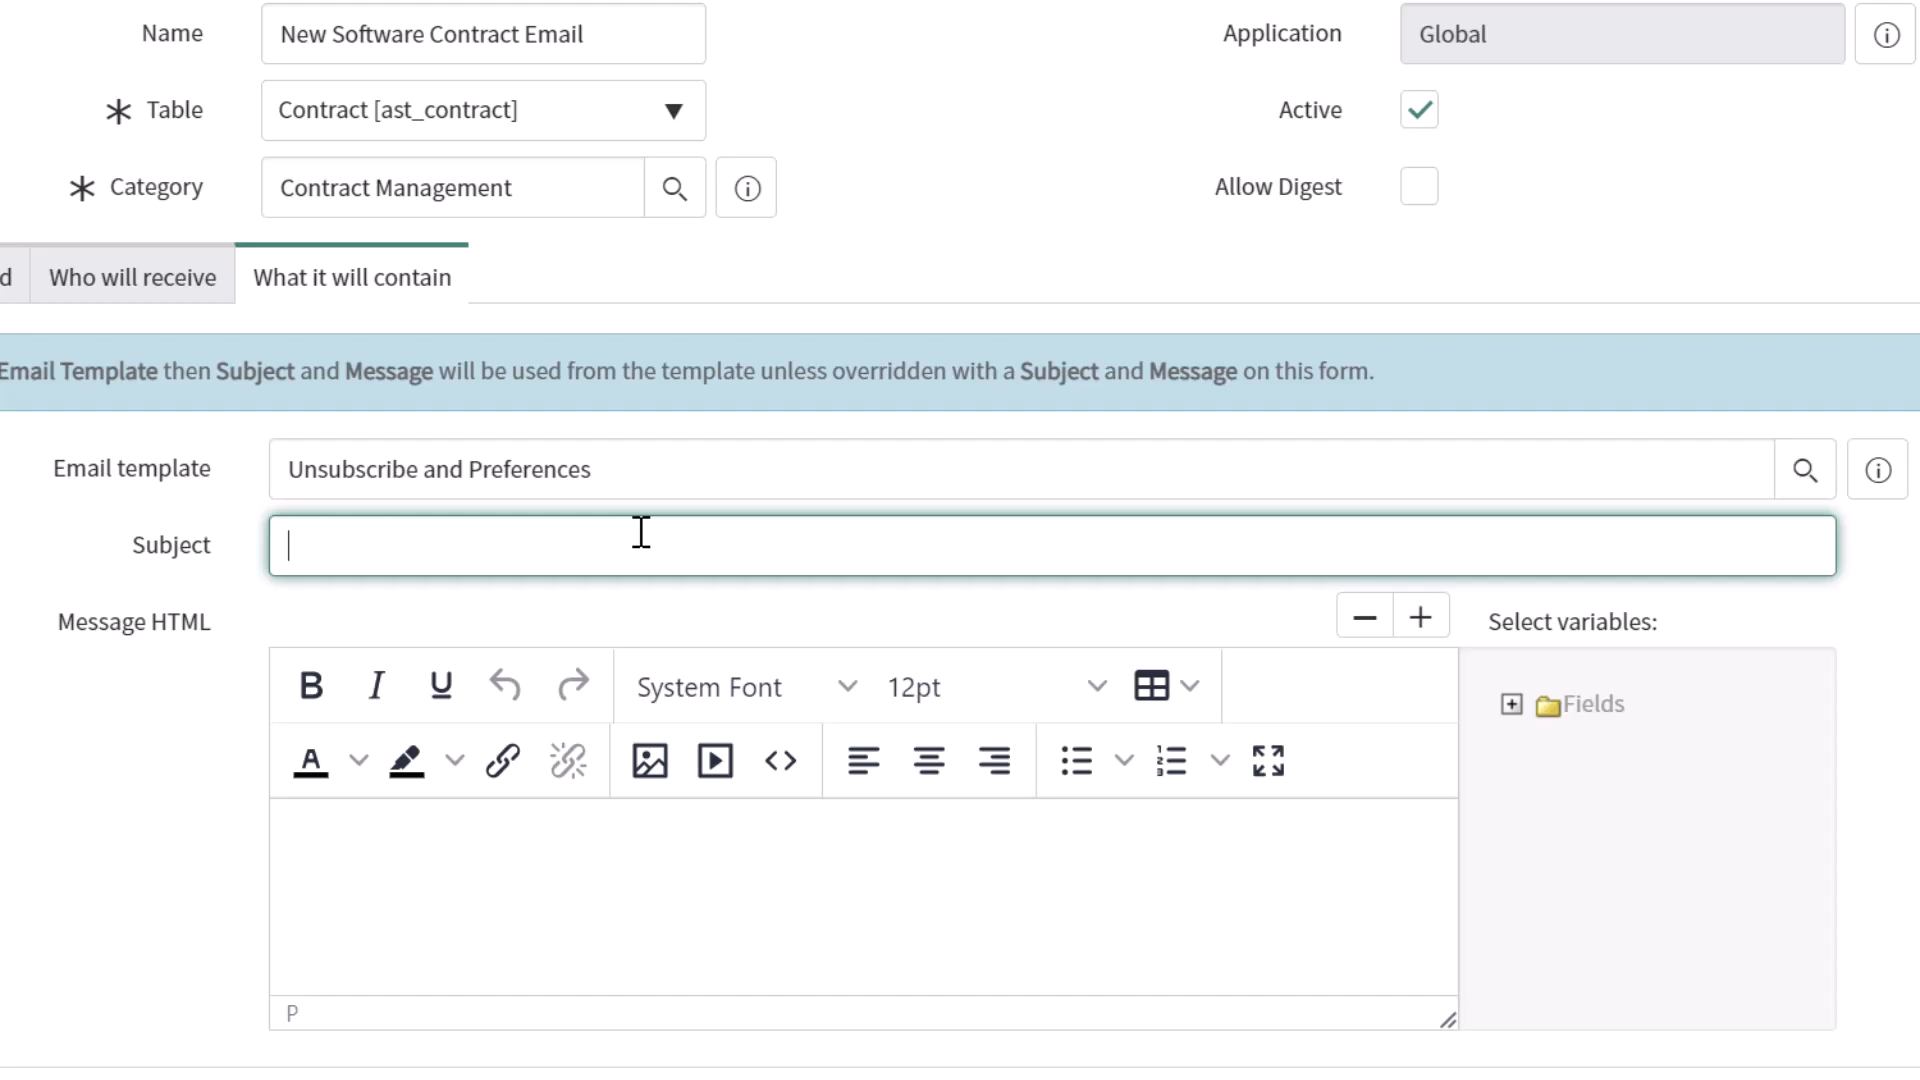 Name New Software Contract Email Application Global
Table Contract [ast_contract] Active
Category Contract Management Allow Digest
d Who will receive What it will contain
Email Template then Subject and Message will be used from the template unless overridden with a Subject and Message on this form.
Email template Unsubscribe and Preferences
Subject
Message HTML Select variables:
B I U System Font 12pt
A Fields
P